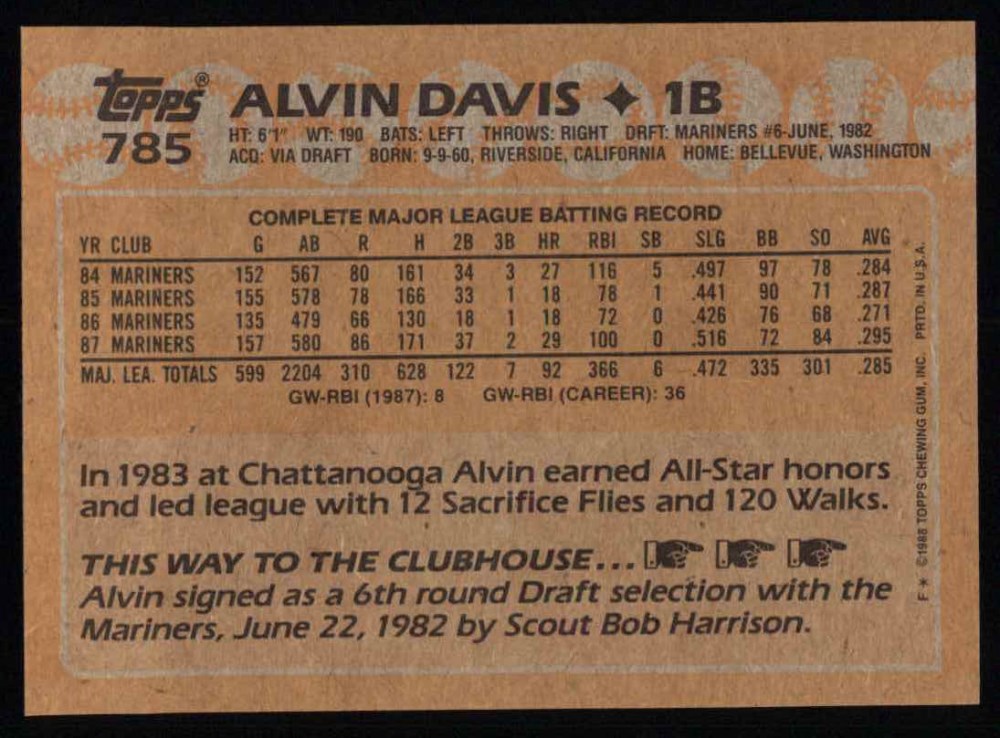 Topps® ALVIN DAVIS ✦ 1B
785
HT: 6'1" WT: 190 BATS: LEFT THROWS: RIGHT DRFT: MARINERS #6-JUNE, 1982
ACQ: VIA DRAFT BORN: 9-9-60, RIVERSIDE, CALIFORNIA HOME: BELLEVUE, WASHINGTON
COMPLETE MAJOR LEAGUE BATTING RECORD
YR CLUB G AB R H 2B 3B HR RBI SB SLG BB SO AVG
84 MARINERS 152 567 80 161 34 3 27 116 5 .497 97 78 .284
85 MARINERS 155 578 78 166 33 1 18 78 1 .441 90 71 .287
86 MARINERS 135 479 66 130 18 1 18 72 0 .426 76 68 .271
87 MARINERS 157 580 86 171 37 2 29 100 0 .516 72 84 .295
MAJ. LEA. TOTALS 599 2204 310 628 122 7 92 366 6 .472 335 301 .285
GW-RBI (1987): 8 GW-RBI (CAREER): 36
In 1983 at Chattanooga Alvin earned All-Star honors
and led league with 12 Sacrifice Flies and 120 Walks.
THIS WAY TO THE CLUBHOUSE...
Alvin signed as a 6th round Draft selection with the
Mariners, June 22, 1982 by Scout Bob Harrison.
F* ©1988 TOPPS CHEWING GUM, INC. PRTD. IN U.S.A.